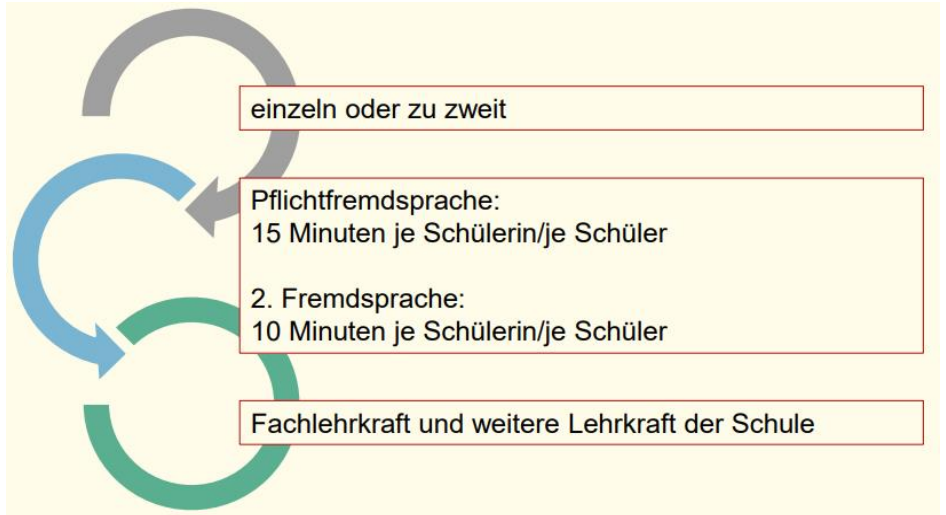 einzeln oder zu zweit
Pflichtfremdsprache:
15 Minuten je Schülerin/je Schüler
2. Fremdsprache:
10 Minuten je Schülerin/je Schüler
Fachlehrkraft und weitere Lehrkraft der Schule